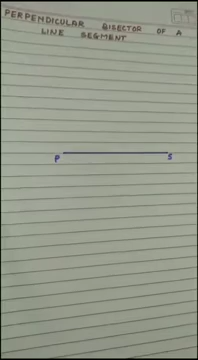 PERPENDICULAR BISECTOR OF A
LINE SEGMENT
P S